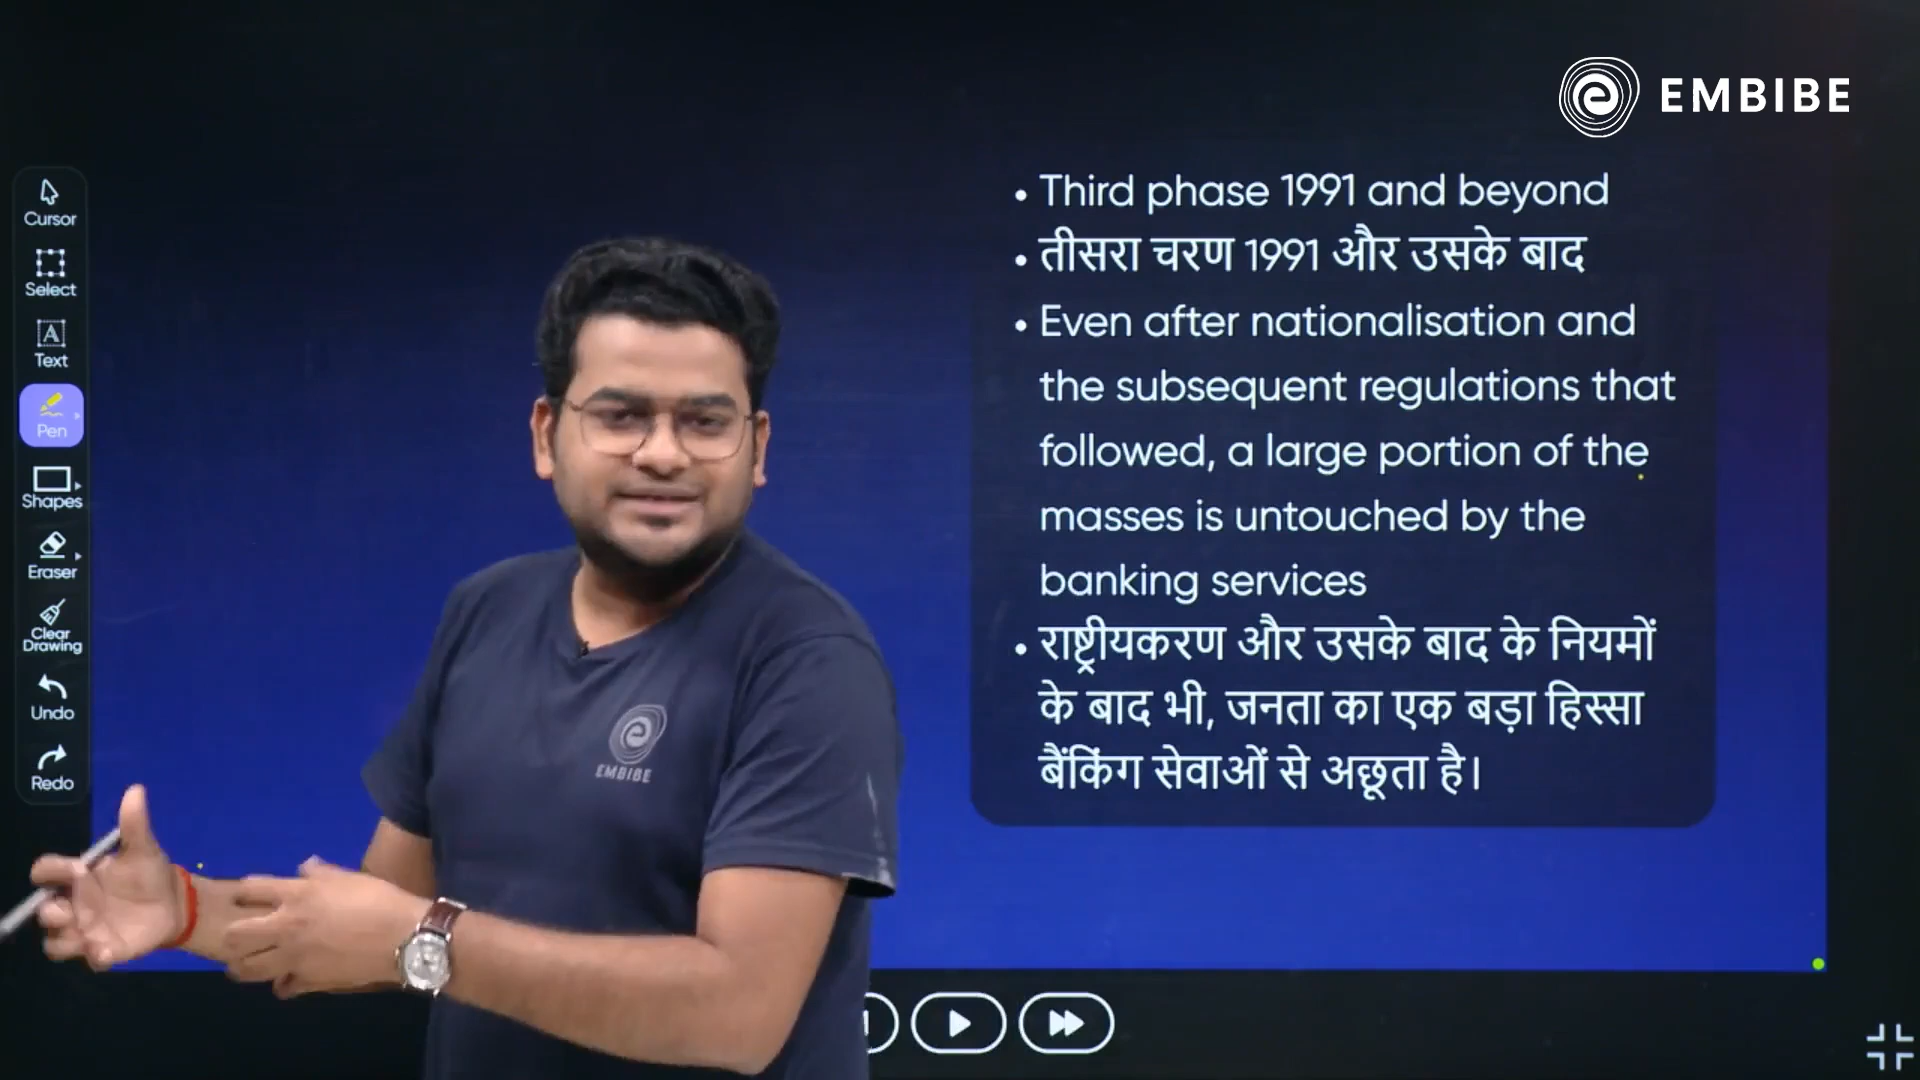 EMBIBE
Cursor
Select
A
Text
Pen
Shapes
Eraser
Clear
Drawing
Undo
Redo
• Third phase 1991 and beyond
• तीसरा चरण 1991 और उसके बाद
• Even after nationalisation and
the subsequent regulations that
followed, a large portion of the
masses is untouched by the
banking services
• राष्ट्रीयकरण और उसके बाद के नियमों
के बाद भी, जनता का एक बड़ा हिस्सा
बैंकिंग सेवाओं से अछूता है।
EMBIBE